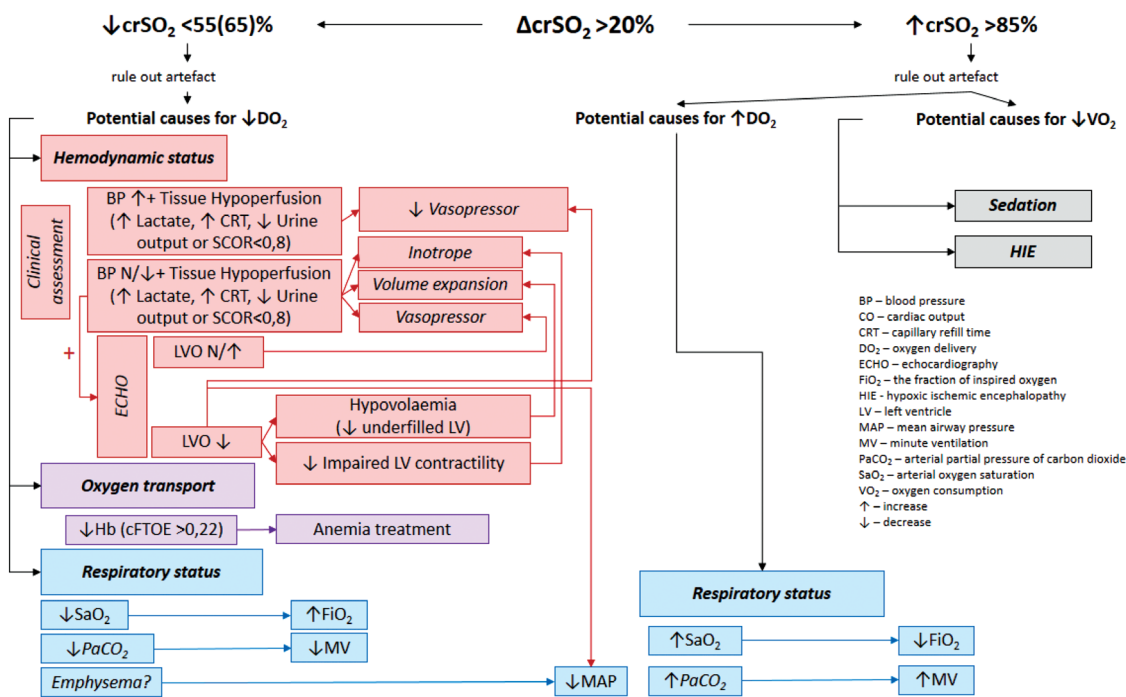 ↓crSO₂ <55(65)%
ΔcrSO₂ >20%
↑crSO₂ >85%
rule out artefact
rule out artefact
Potential causes for ↓DO₂
Potential causes for ↑DO₂
Potential causes for ↓VO₂
Hemodynamic status
Clinical
assessment
BP ↑+ Tissue Hypoperfusion
(↑ Lactate, ↑ CRT, ↓ Urine
output or SCOR<0,8)
↓ Vasopressor
BP N/↓+ Tissue Hypoperfusion
(↑ Lactate, ↑ CRT, ↓ Urine
output or SCOR<0,8)
Inotrope
Volume expansion
Vasopressor
+
ECHO
LVO N/↑
LVO ↓
Hypovolaemia
(↓ underfilled LV)
↓ Impaired LV contractility
Oxygen transport
↓Hb (cFTOE >0,22)
Anemia treatment
Respiratory status
↓SaO₂
↑FiO₂
↓PaCO₂
↓MV
Emphysema?
↓MAP
Sedation
HIE
BP – blood pressure
CO – cardiac output
CRT – capillary refill time
DO₂ – oxygen delivery
ECHO – echocardiography
FiO₂ – the fraction of inspired oxygen
HIE - hypoxic ischemic encephalopathy
LV – left ventricle
MAP – mean airway pressure
MV – minute ventilation
PaCO₂ – arterial partial pressure of carbon dioxide
SaO₂ – arterial oxygen saturation
VO₂ – oxygen consumption
↑ – increase
↓ – decrease
Respiratory status
↑SaO₂
↓FiO₂
↑PaCO₂
↑MV